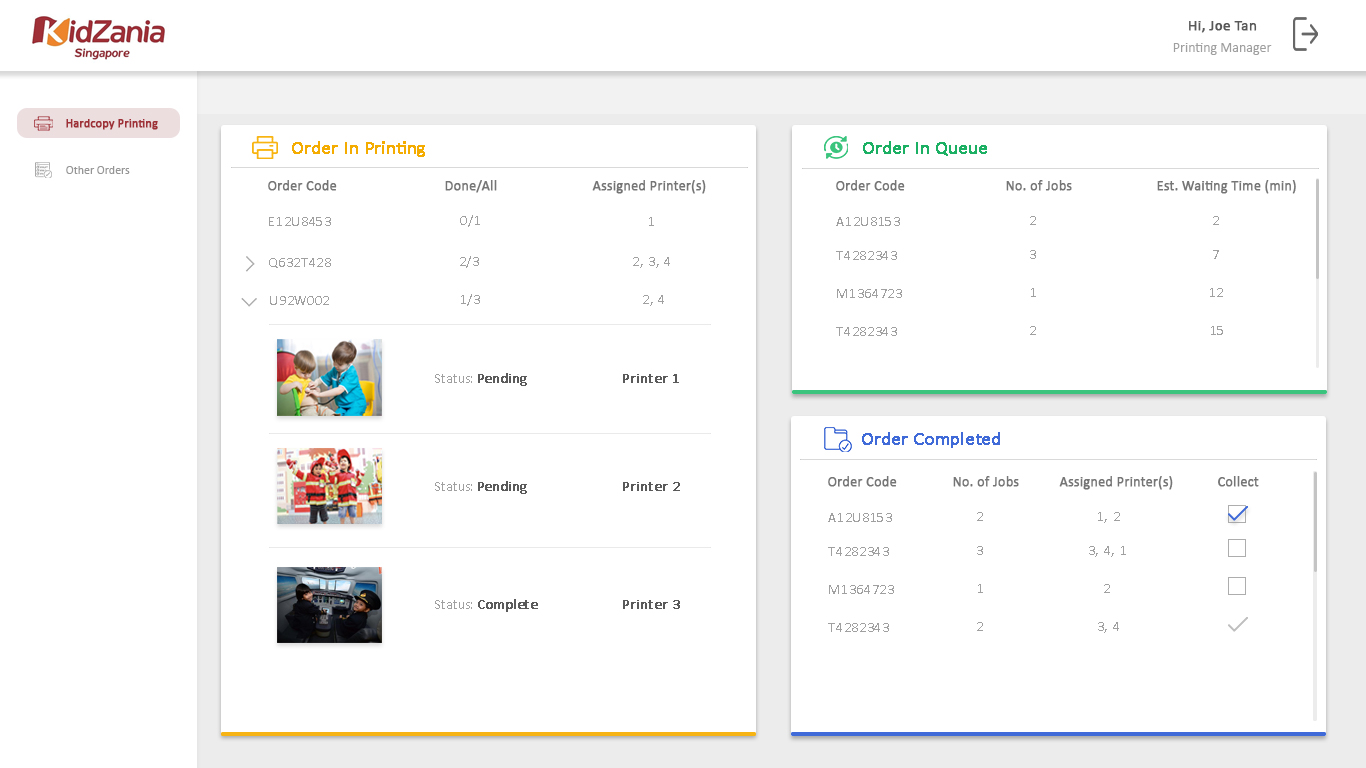 KidZania
Singapore
Hi, Joe Tan
Printing Manager
Hardcopy Printing
Other Orders
Order In Printing
Order Code Done/All Assigned Printer(s)
E12U8453 0/1 1
Q632T428 2/3 2, 3, 4
U92W002 1/3 2, 4
Status: Pending Printer 1
Status: Pending Printer 2
Status: Complete Printer 3
Order In Queue
Order Code No. of Jobs Est. Waiting Time (min)
A12U8153 2 2
T4282343 3 7
M1364723 1 12
T4282343 2 15
Order Completed
Order Code No. of Jobs Assigned Printer(s) Collect
A12U8153 2 1, 2
T4282343 3 3, 4, 1
M1364723 1 2
T4282343 2 3, 4